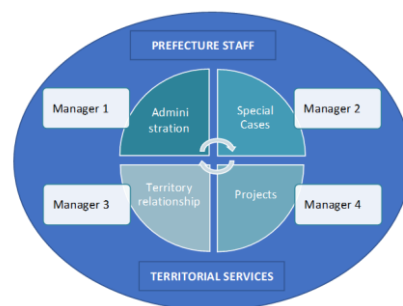 PREFECTURE STAFF
Manager 1
Admini
stration
Special
Cases
Manager 2
Manager 3
Territory
relationship
Projects
Manager 4
TERRITORIAL SERVICES